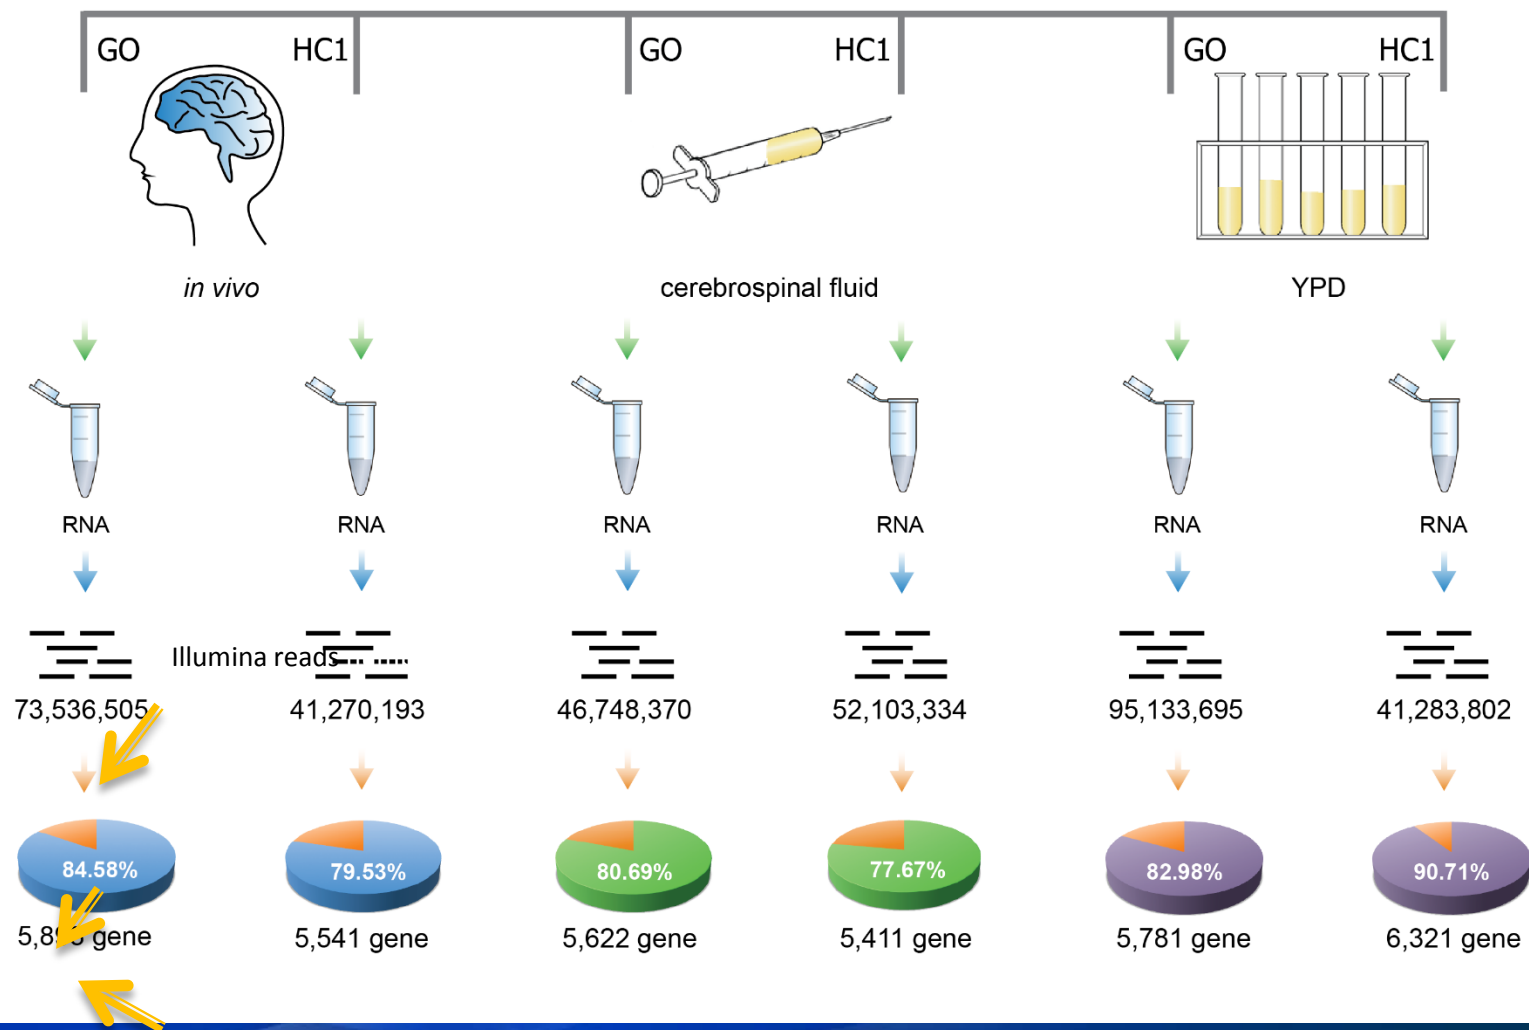 GO HC1 GO HC1 GO HC1
in vivo cerebrospinal fluid YPD
RNA RNA RNA RNA RNA RNA
Illumina reads
73,536,505 41,270,193 46,748,370 52,103,334 95,133,695 41,283,802
84.58% 79.53% 80.69% 77.67% 82.98% 90.71%
gene 5,541 gene 5,622 gene 5,411 gene 5,781 gene 6,321 gene